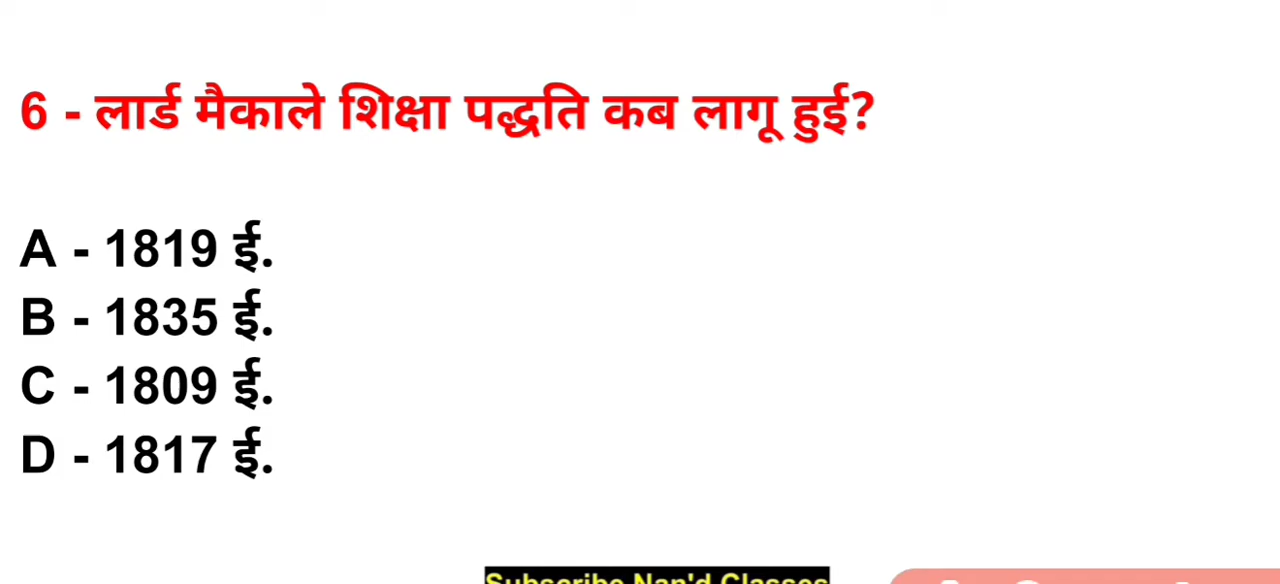 6 - लार्ड मैकाले शिक्षा पद्धति कब लागू हुई?
A - 1819 ई.
B - 1835 ई.
C - 1809 ई.
D - 1817 ई.
Subscribe Nan'd Classes